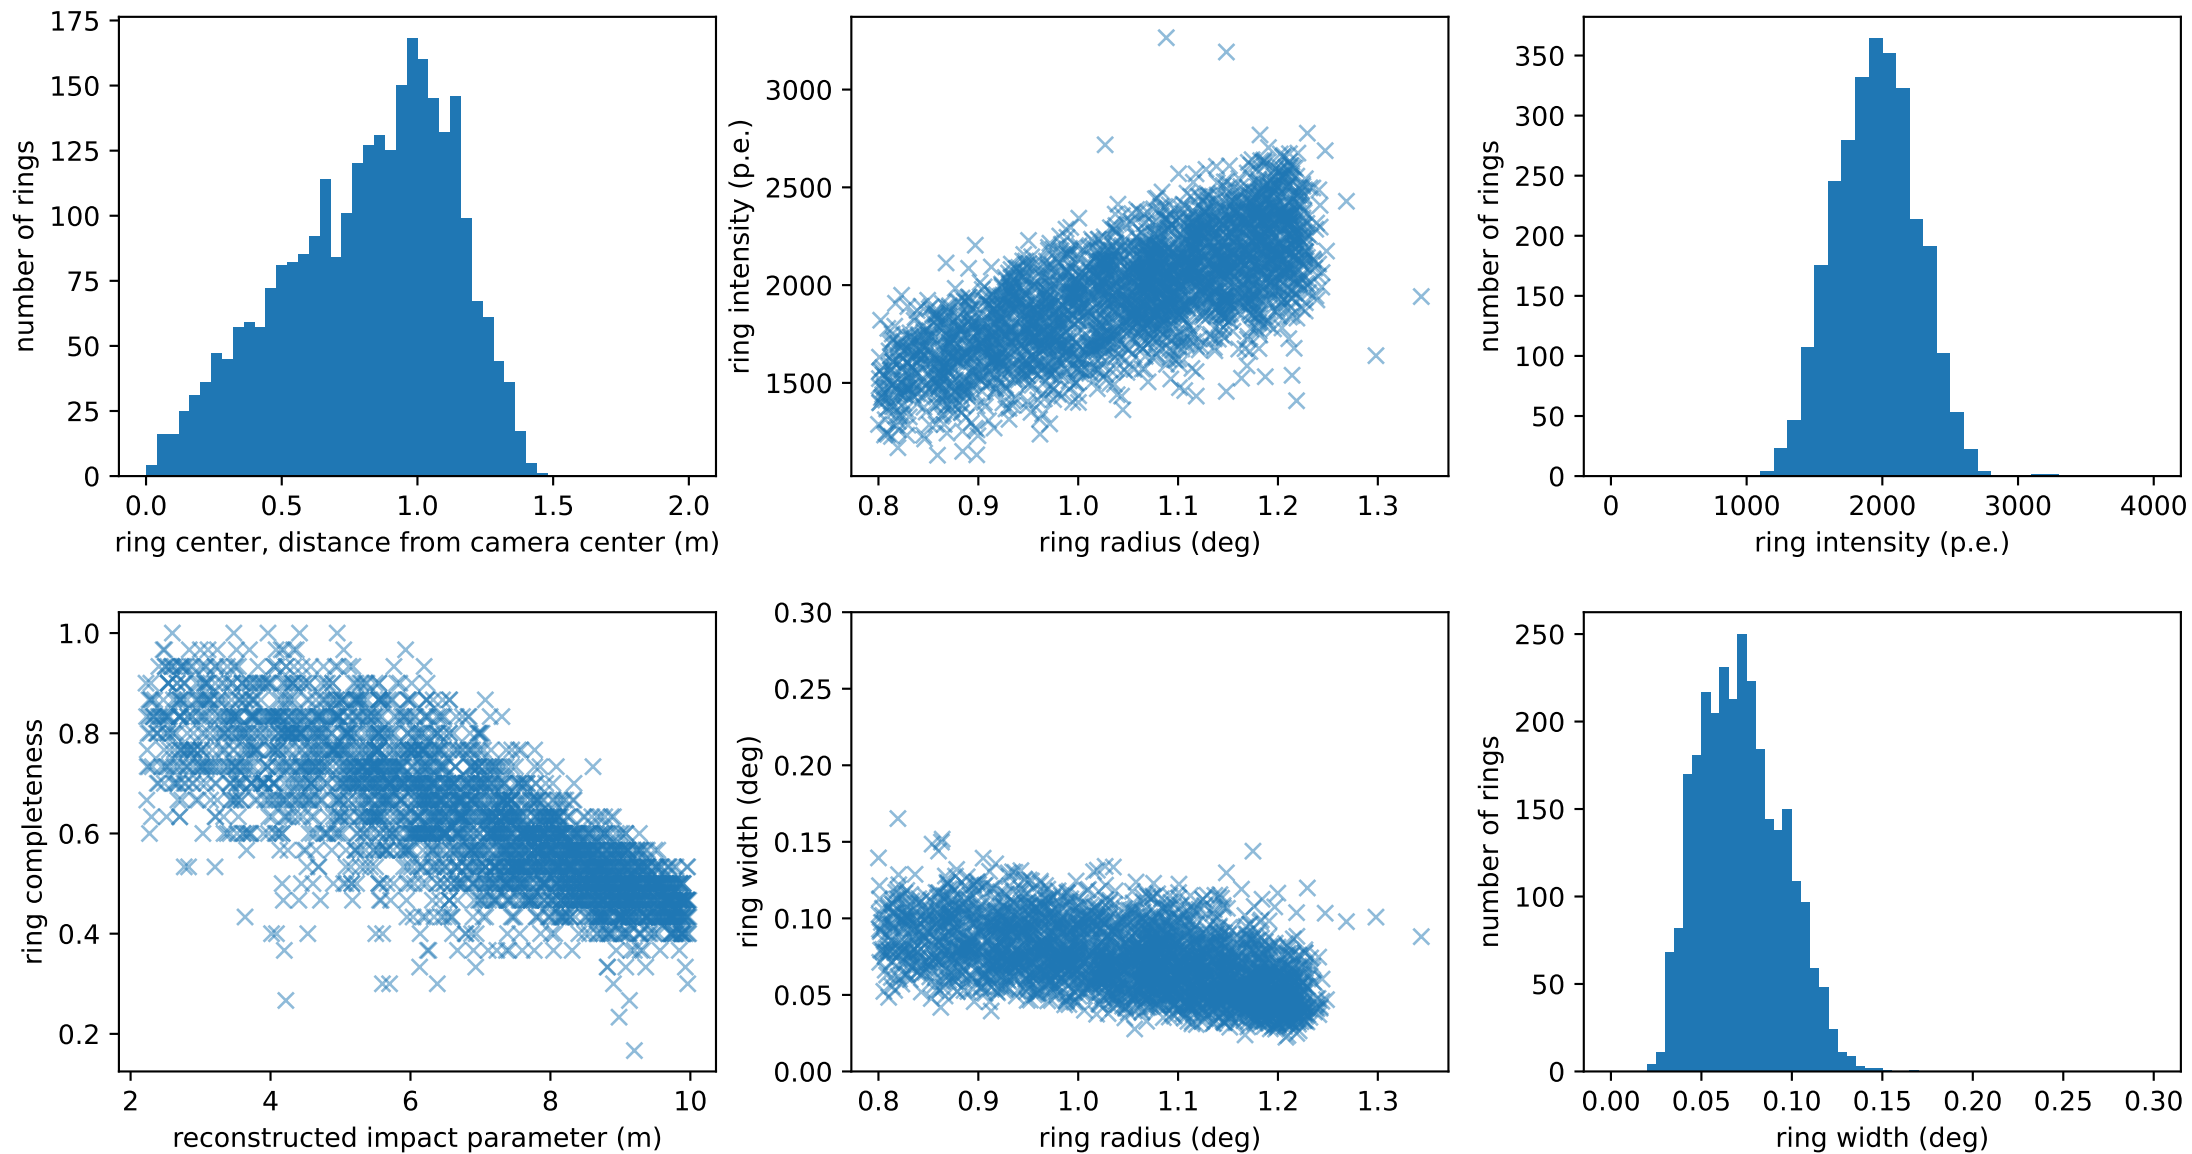 175
150
125
100
75
50
25
0
number of rings
0.0 0.5 1.0 1.5 2.0
ring center, distance from camera center (m)
3000
2500
2000
1500
ring intensity (p.e.)
0.8 0.9 1.0 1.1 1.2 1.3
ring radius (deg)
350
300
250
200
150
100
50
0
number of rings
0 1000 2000 3000 4000
ring intensity (p.e.)
1.0
0.8
0.6
0.4
0.2
ring completeness
2 4 6 8 10
reconstructed impact parameter (m)
0.30
0.25
0.20
0.15
0.10
0.05
0.00
ring width (deg)
0.8 0.9 1.0 1.1 1.2 1.3
ring radius (deg)
250
200
150
100
50
0
number of rings
0.00 0.05 0.10 0.15 0.20 0.25 0.30
ring width (deg)